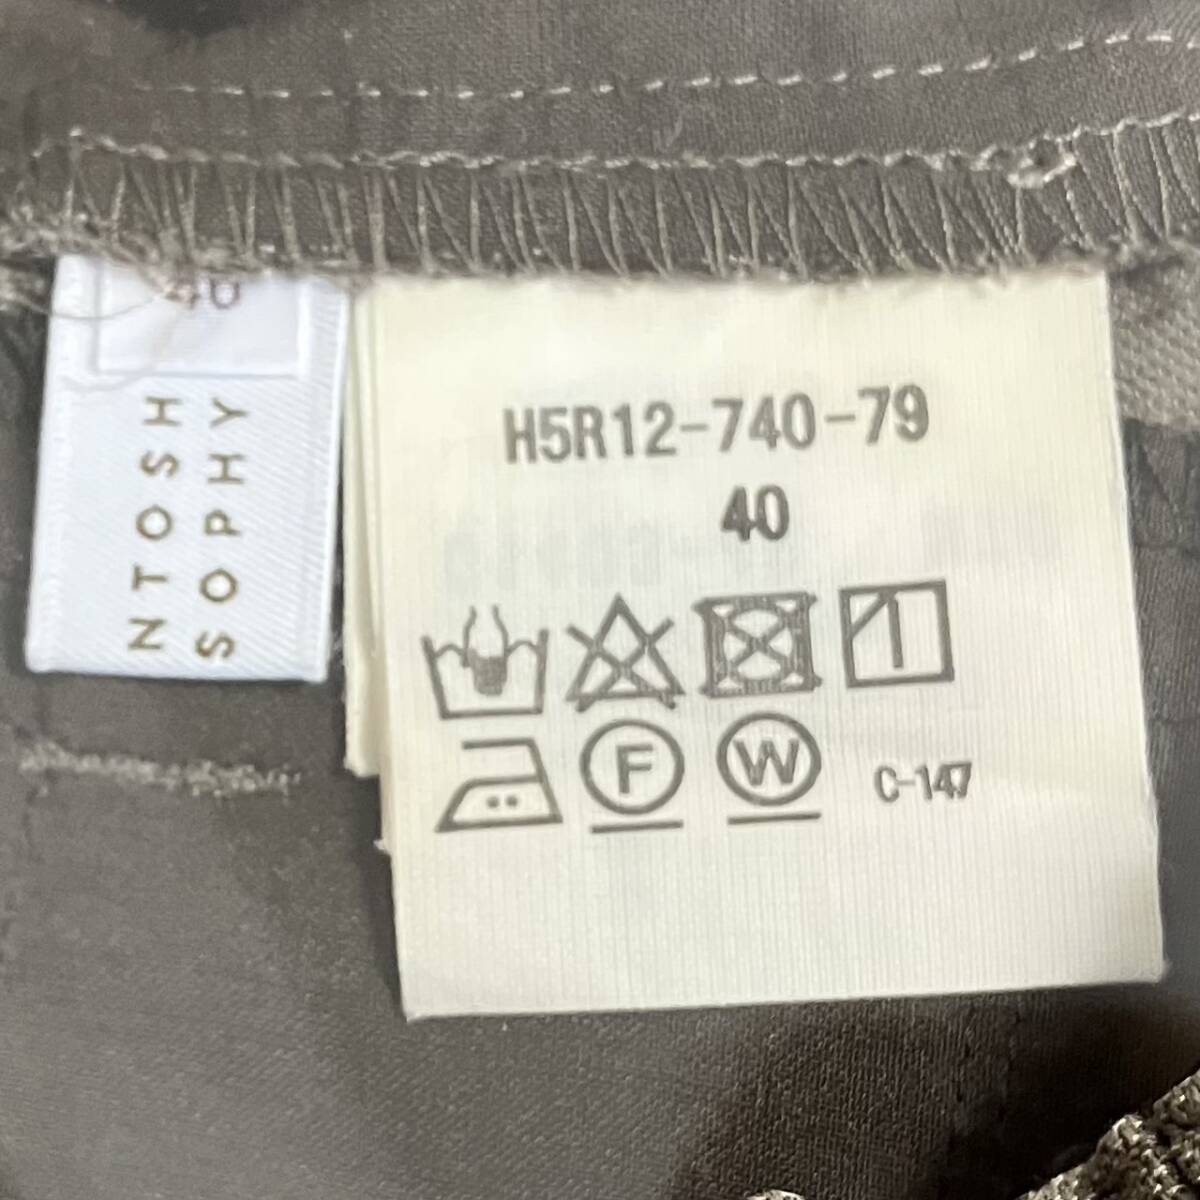 40
NTOSH
SOPHY
H5R12-740-79
40
F
W
C-147